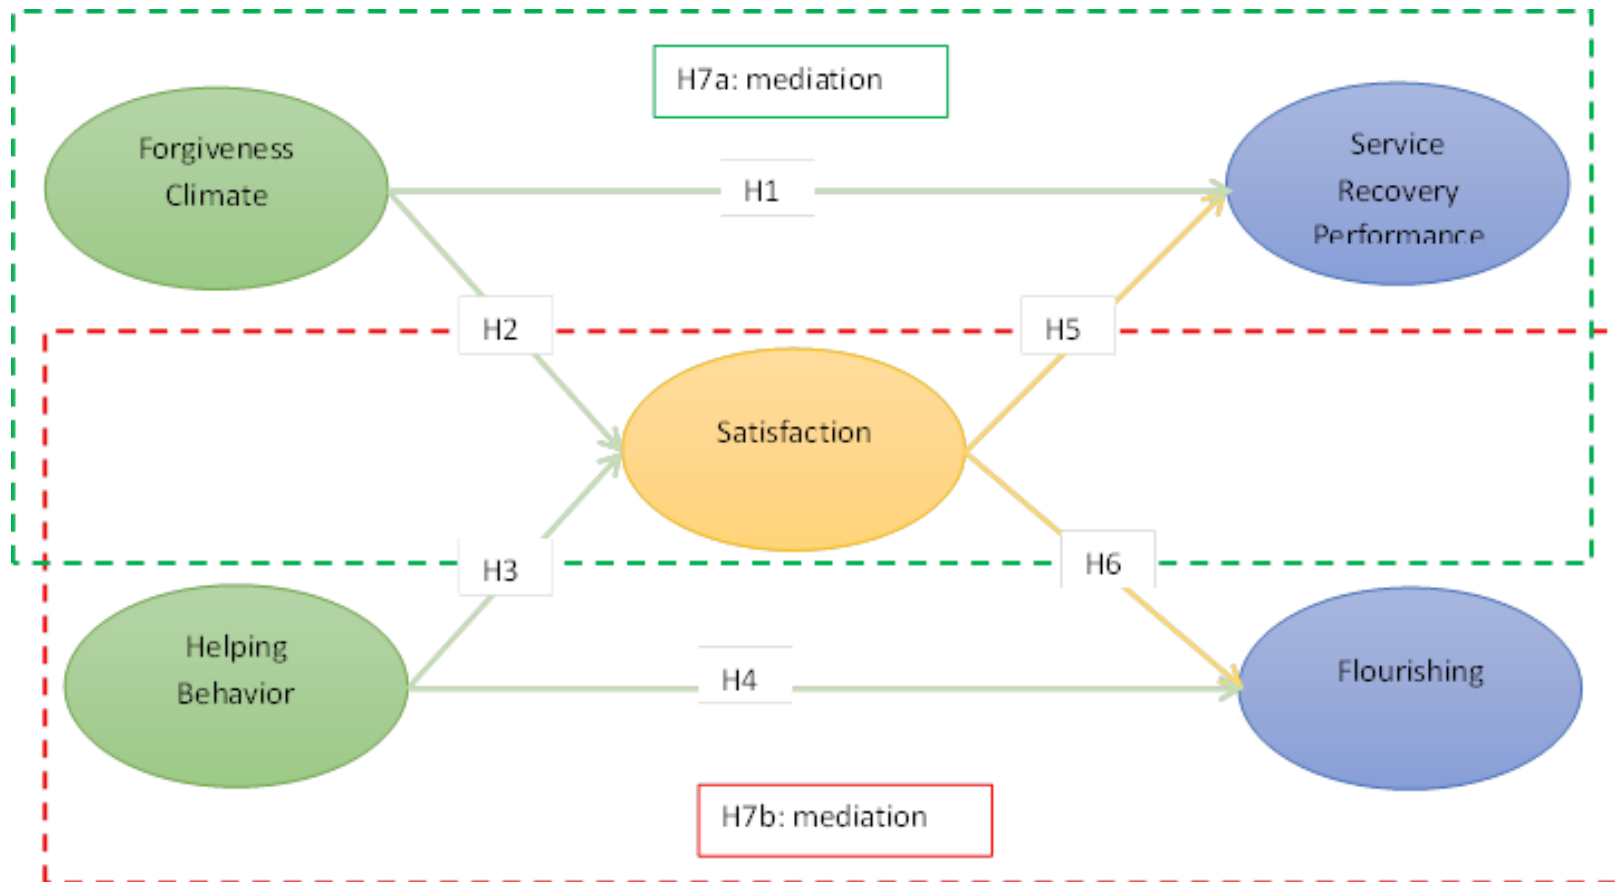 H7a: mediation
Forgiveness
Climate
Service
Recovery
Performance
H1
H2
H5
Satisfaction
H3
H6
Helping
Behavior
H4
Flourishing
H7b: mediation